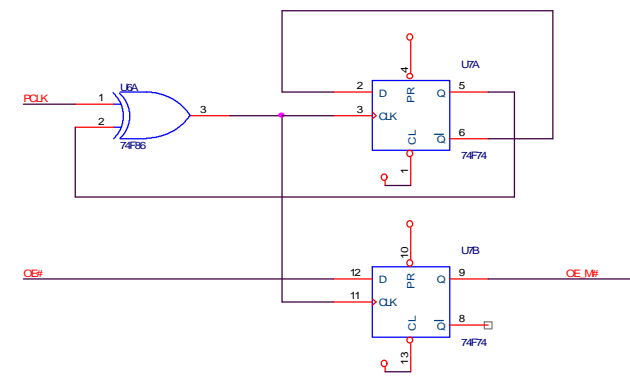 U7A
4
PR
2 D Q 5
U6A
PCLK 1
3
3 CLK
2
Q 6
74F86
CL
74F74
1
U7B
10
PR
OE# 12 D Q 9 OE_M#
11 CLK
Q 8
CL
74F74
13